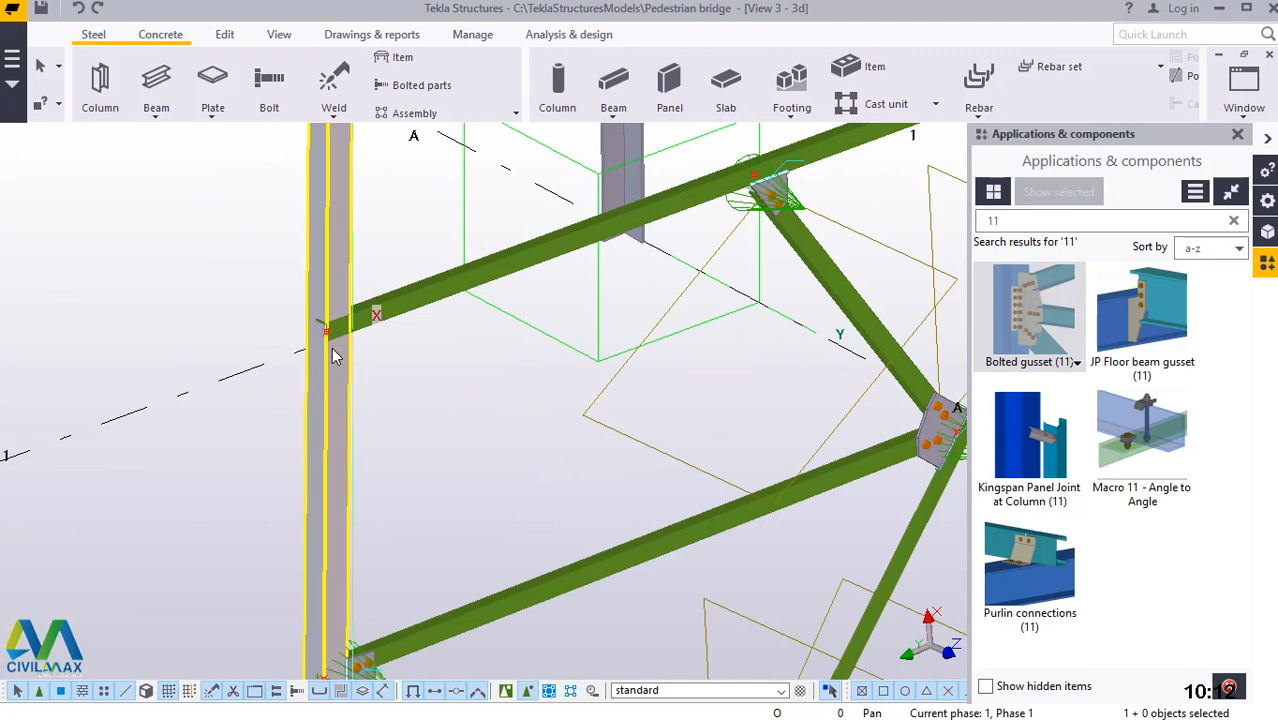 Tekla Structures - C:\TeklaStructuresModels\Pedestrian bridge - [View 3 - 3d]
? Log in
Steel Concrete Edit View Drawings & reports Manage Analysis & design
Quick Launch
Column Beam Plate Bolt Weld
Item
Bolted parts
Assembly
Column Beam Panel Slab Footing
Item
Cast unit
Rebar
Rebar set
Window
Applications & components
Applications & components
Show selected
11
Search results for '11'
Sort by a-z
Bolted gusset (11)
JP Floor beam gusset (11)
Kingspan Panel Joint at Column (11)
Macro 11 - Angle to Angle
Purlin connections (11)
Show hidden items
A
1
X
Y
A
1
X
Y
Z
CIVILMAX
standard
O 0 Pan Current phase: 1, Phase 1 1 + 0 objects selected